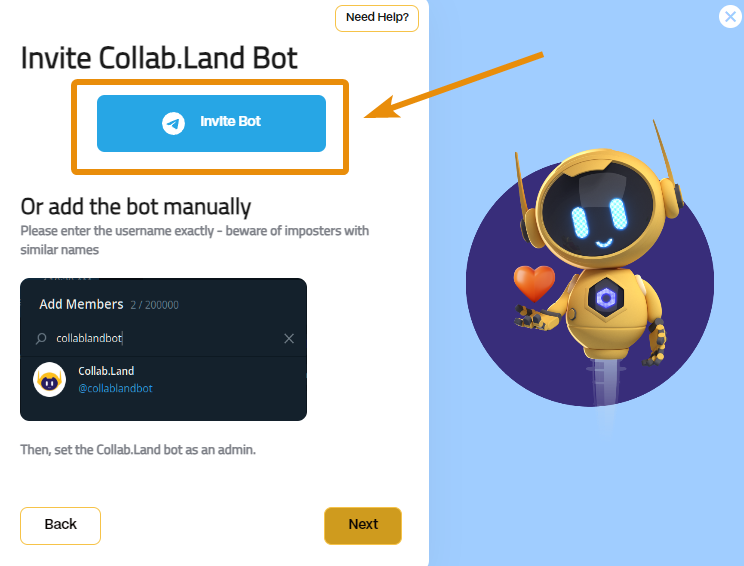 Need Help?
Invite Collab.Land Bot
Invite Bot
Or add the bot manually
Please enter the username exactly - beware of imposters with
similar names
Add Members 2 / 200000
collablandbot
Collab.Land
@collablandbot
Then, set the Collab.Land bot as an admin.
Back
Next